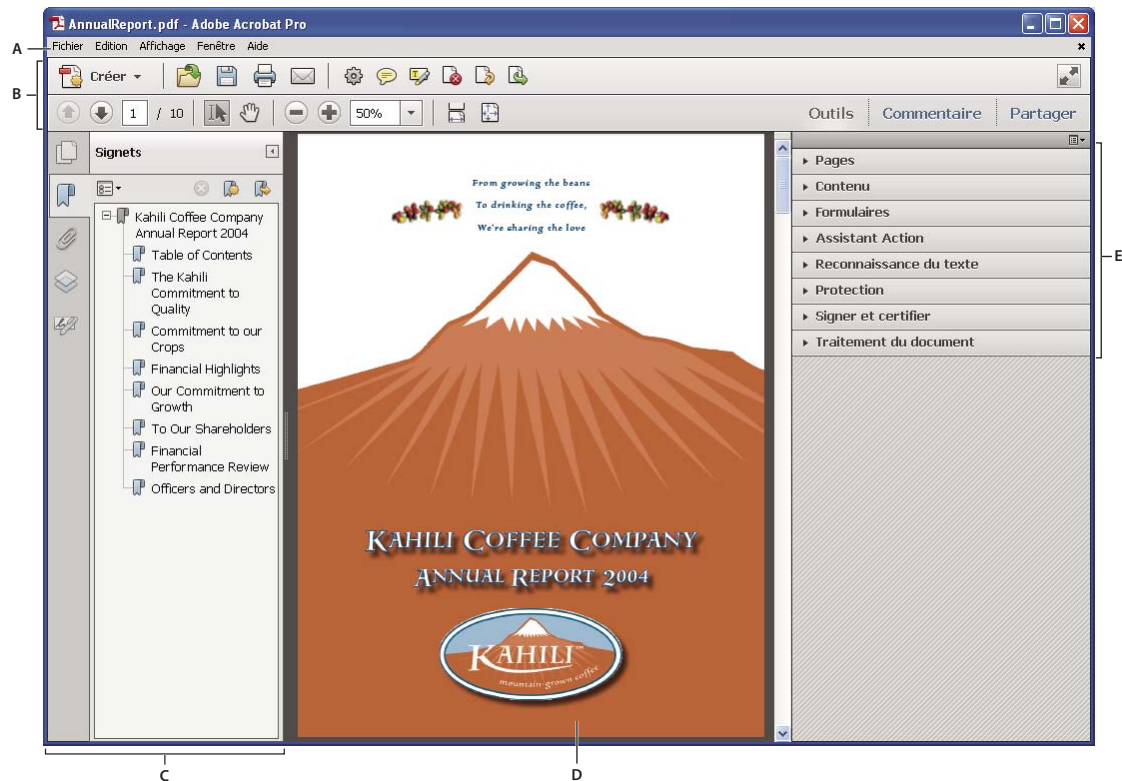 AnnualReport.pdf - Adobe Acrobat Pro
A
Fichier Edition Affichage Fenêtre Aide
B
Créer
1 / 10
50%
Outils Commentaire Partager
Signets
Kahili Coffee Company
Annual Report 2004
Table of Contents
The Kahili
Commitment to
Quality
Commitment to our
Crops
Financial Highlights
Our Commitment to
Growth
To Our Shareholders
Financial
Performance Review
Officers and Directors
From growing the beans
To drinking the coffee,
We're sharing the love
KAHILI COFFEE COMPANY
ANNUAL REPORT 2004
KAHILI™
mountain-grown coffee
Pages
Contenu
Formulaires
Assistant Action
Reconnaissance du texte
Protection
Signer et certifier
Traitement du document
E
C
D